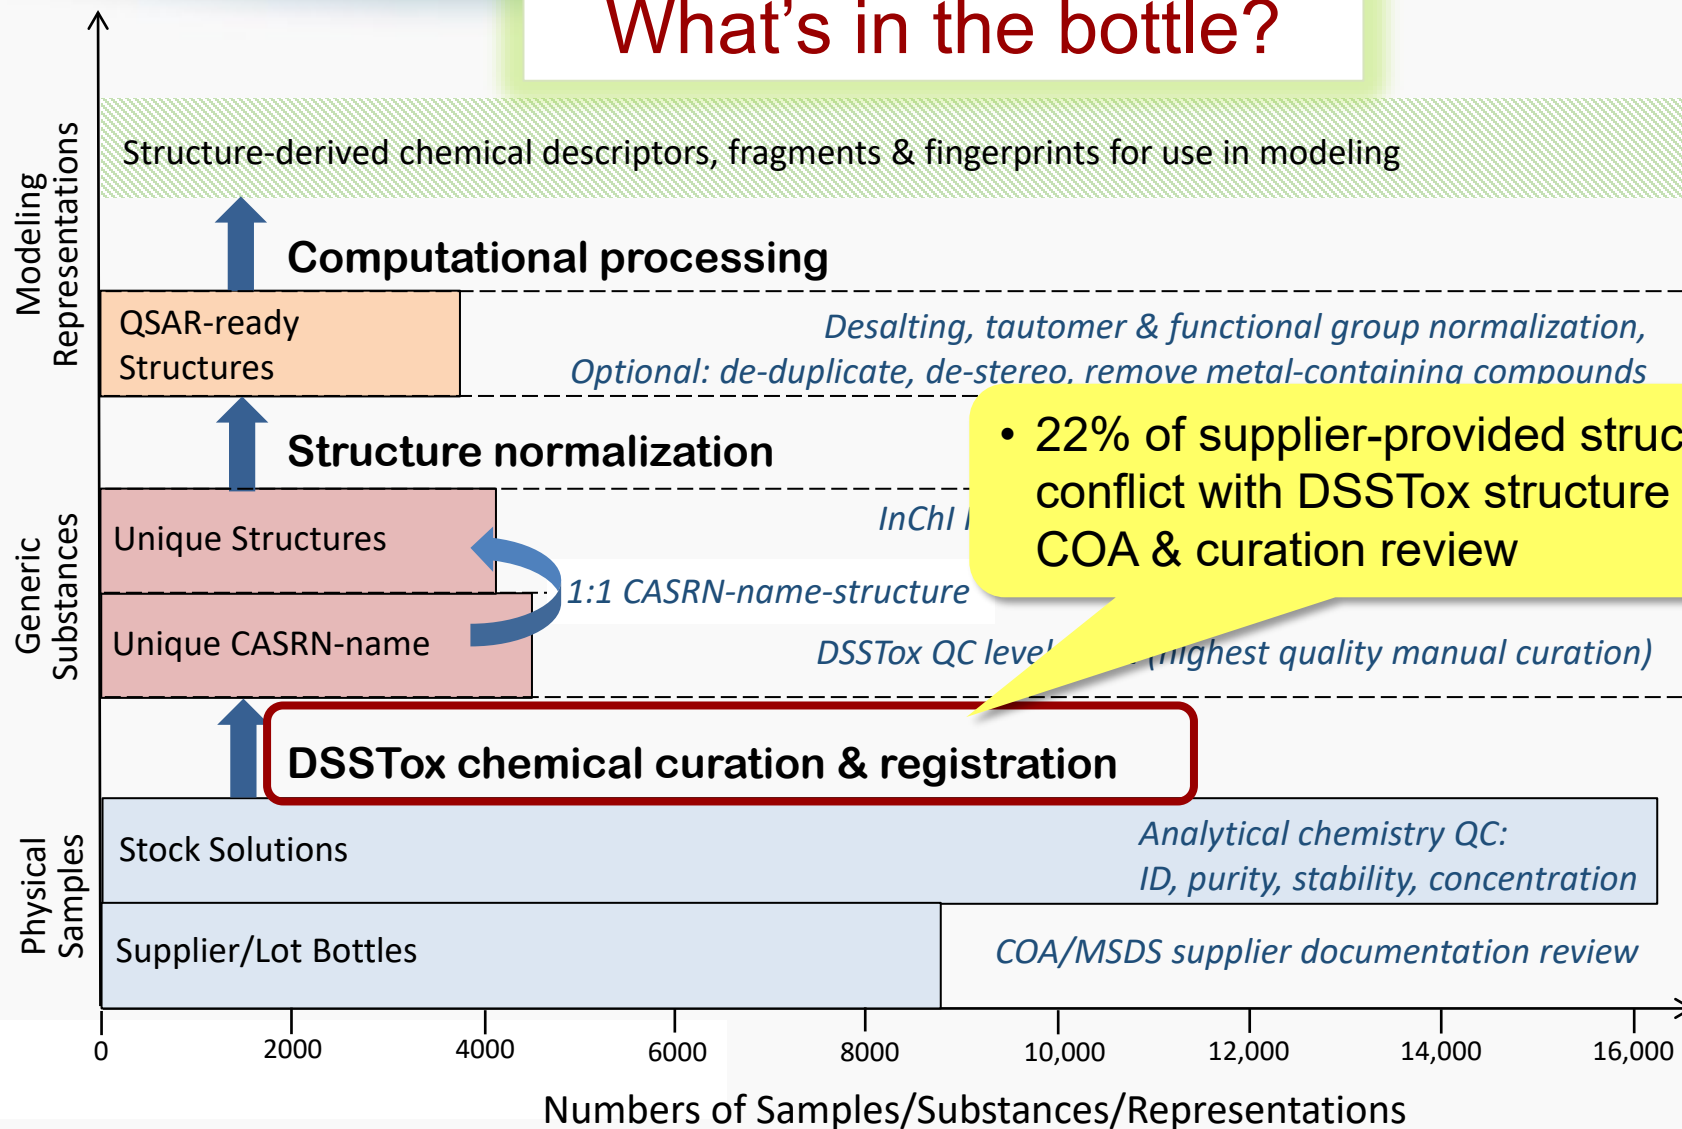 What's in the bottle?
Modeling
Representations
Structure-derived chemical descriptors, fragments & fingerprints for use in modeling
Computational processing
QSAR-ready
Structures
Desalting, tautomer & functional group normalization,
Optional: de-duplicate, de-stereo, remove metal-containing compounds
Structure normalization
• 22% of supplier-provided
conflict with DSSTox structure
COA & curation review
Generic
Substances
Unique Structures
InChI
1:1 CASRN-name-structure
Unique CASRN-name
DSSTox QC level (highest quality manual curation)
DSSTox chemical curation & registration
Physical
Samples
Stock Solutions
Analytical chemistry QC:
ID, purity, stability, concentration
Supplier/Lot Bottles
COA/MSDS supplier documentation review
0 2000 4000 6000 8000 10,000 12,000 14,000 16,000
Numbers of Samples/Substances/Representations